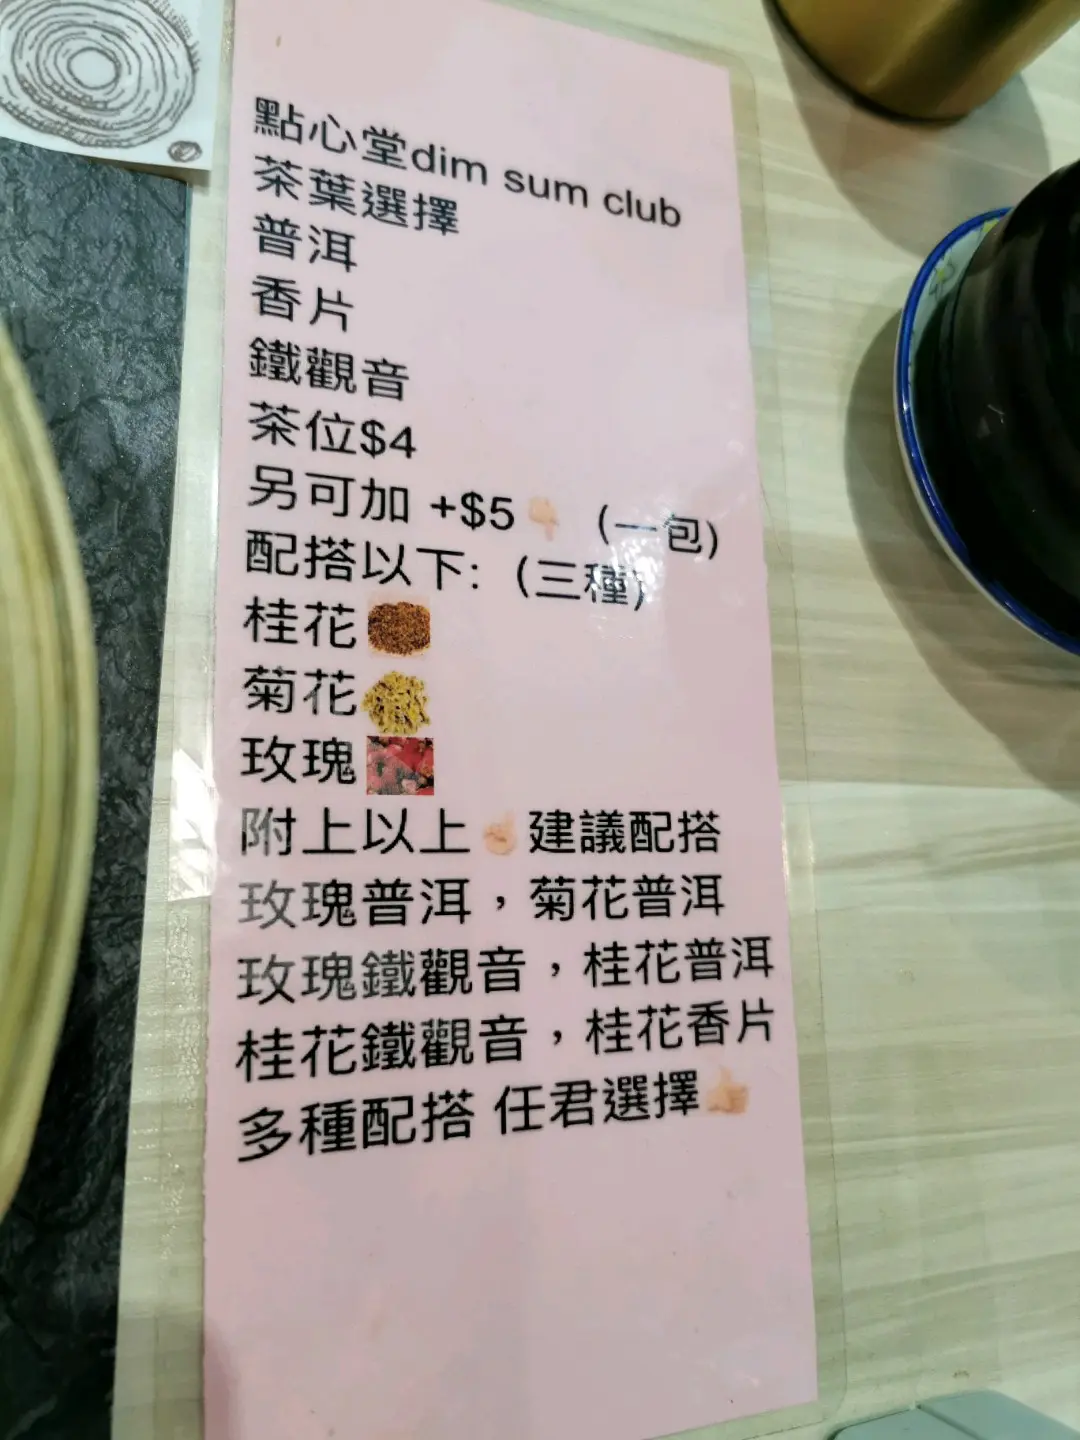 點心堂dim sum club
茶葉選擇
普洱
香片
鐵觀音
茶位$4
另可加 +$5👇🏻 (一包)
配搭以下: (三種)
桂花
菊花
玫瑰
附上以上☝🏻建議配搭
玫瑰普洱，菊花普洱
玫瑰鐵觀音，桂花普洱
桂花鐵觀音，桂花香片
多種配搭 任君選擇👍🏻